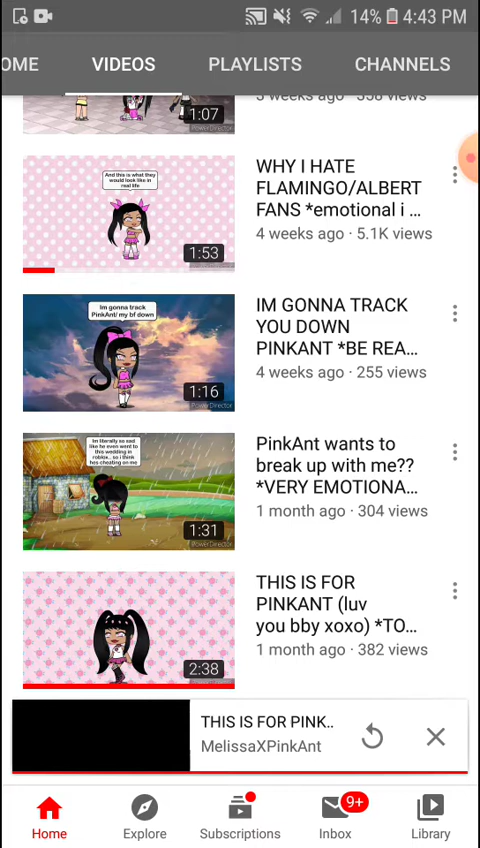 14% 4:43 PM
OME VIDEOS PLAYLISTS CHANNELS
3 weeks ago · 358 views
1:07
PowerDirector
And this is what they
would look like in
real life
1:53
WHY I HATE
FLAMINGO/ALBERT
FANS *emotional i ...
4 weeks ago · 5.1K views
Im gonna track
PinkAnt/ my bf down
1:16
PowerDirector
IM GONNA TRACK
YOU DOWN
PINKANT *BE REA...
4 weeks ago · 255 views
Im literally so sad
like he even went to
this wedding in
roblox.. so i think
hes cheating on me
1:31
PowerDirector
PinkAnt wants to
break up with me??
*VERY EMOTIONA...
1 month ago · 304 views
2:38
THIS IS FOR
PINKANT (luv
you bby xoxo) *TO...
1 month ago · 382 views
THIS IS FOR PINK..
MelissaXPinkAnt
9+
Home Explore Subscriptions Inbox Library